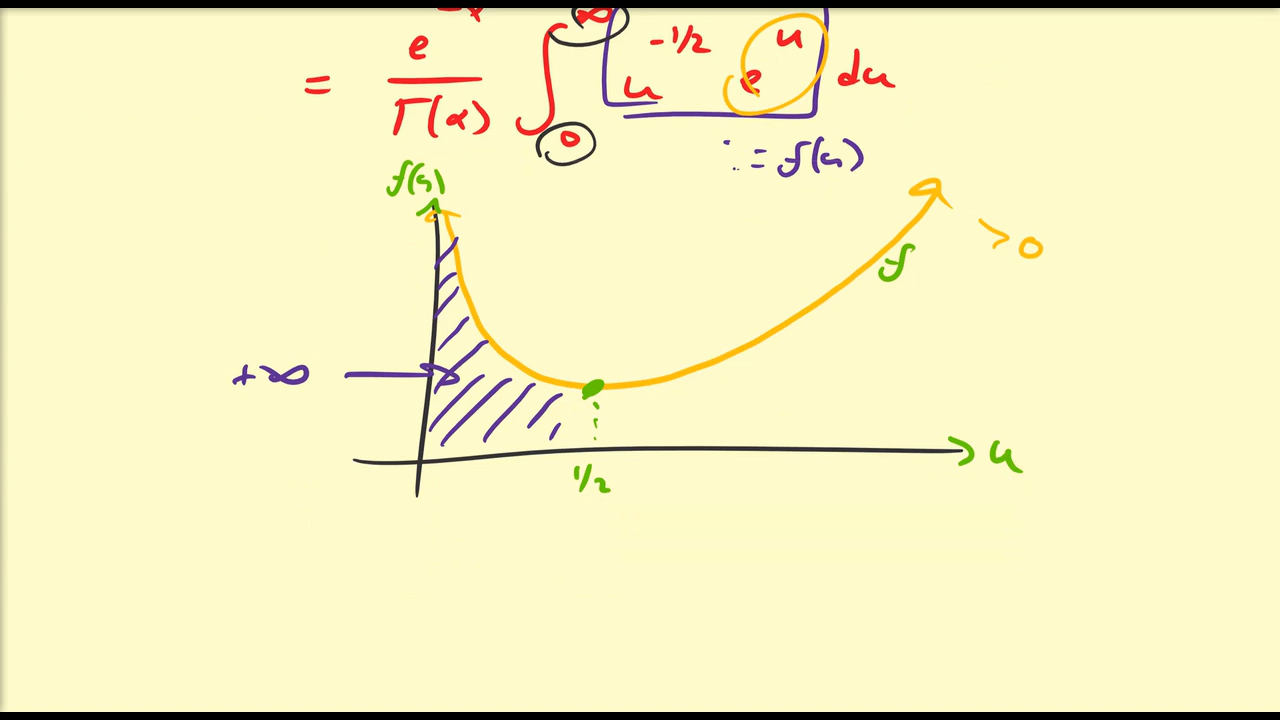 = e / Γ(α) ∫₀^∞ u^{-1/2} e^u du
:= f(u)
f(u)
f
> 0
+∞
u
1/2